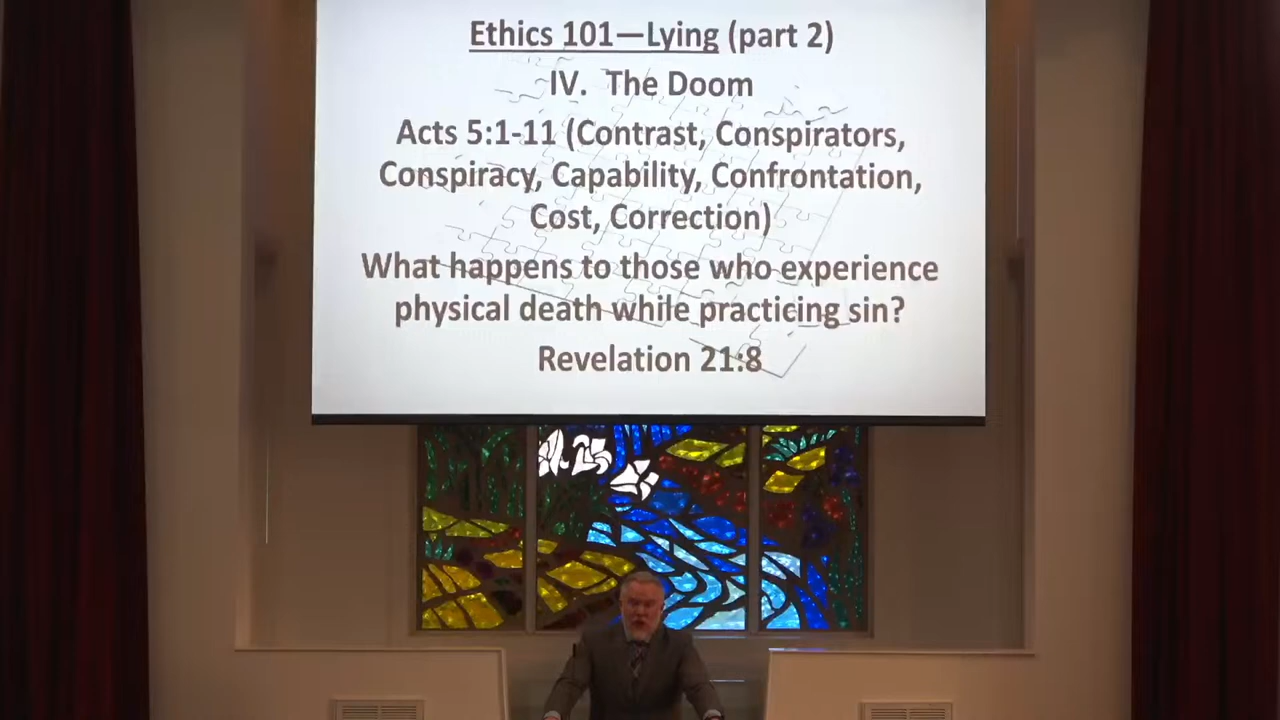 Ethics 101—Lying (part 2)
IV. The Doom
Acts 5:1-11 (Contrast, Conspirators,
Conspiracy, Capability, Confrontation,
Cost, Correction)
What happens to those who experience
physical death while practicing sin?
Revelation 21:8